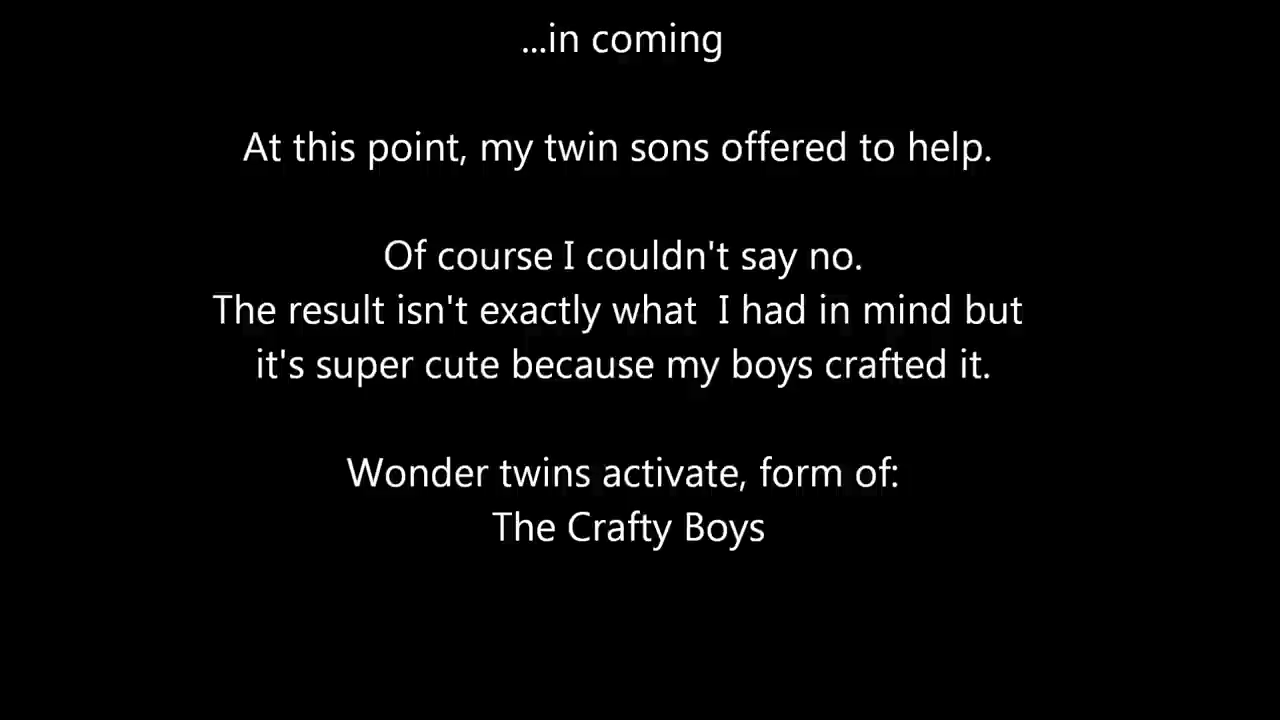 ...in coming
At this point, my twin sons offered to help.
Of course I couldn't say no.
The result isn't exactly what  I had in mind but
it's super cute because my boys crafted it.
Wonder twins activate, form of:
The Crafty Boys